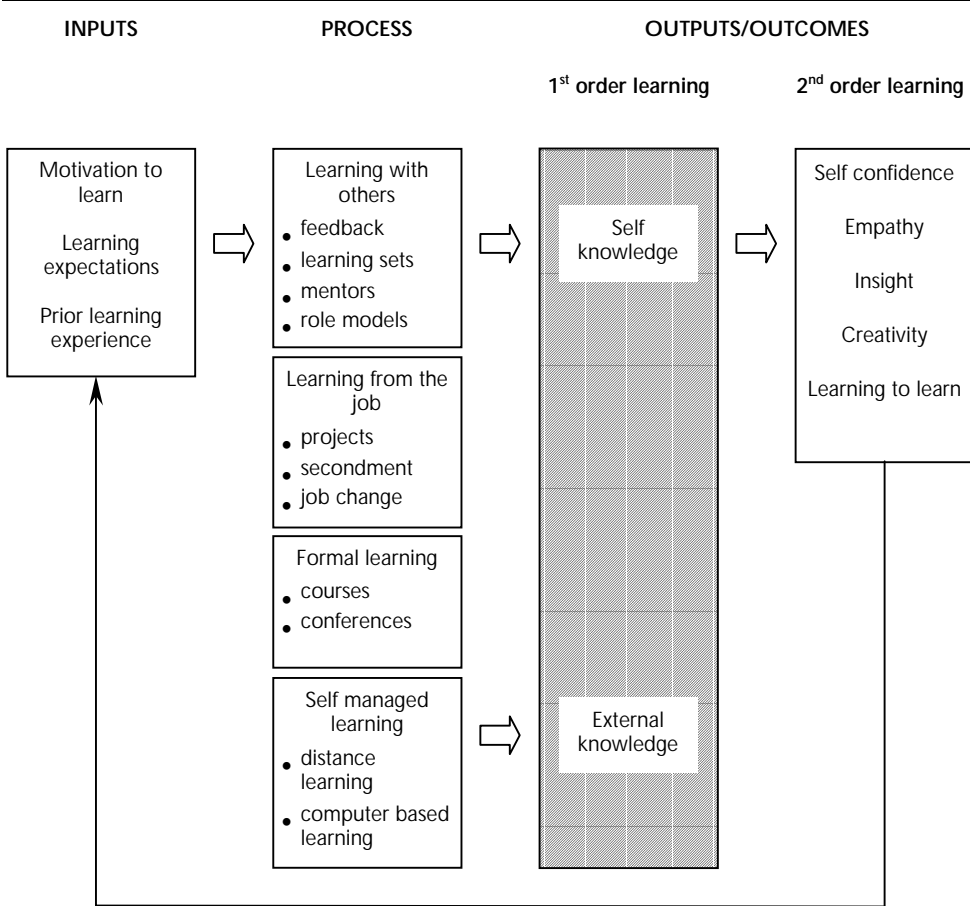 INPUTS PROCESS OUTPUTS/OUTCOMES
1st order learning 2nd order learning
Motivation to
learn
Learning
expectations
Prior learning
experience
Learning with
others
• feedback
• learning sets
• mentors
• role models
Learning from the
job
• projects
• secondment
• job change
Formal learning
• courses
• conferences
Self managed
learning
• distance
learning
• computer based
learning
Self
knowledge
External
knowledge
Self confidence
Empathy
Insight
Creativity
Learning to learn